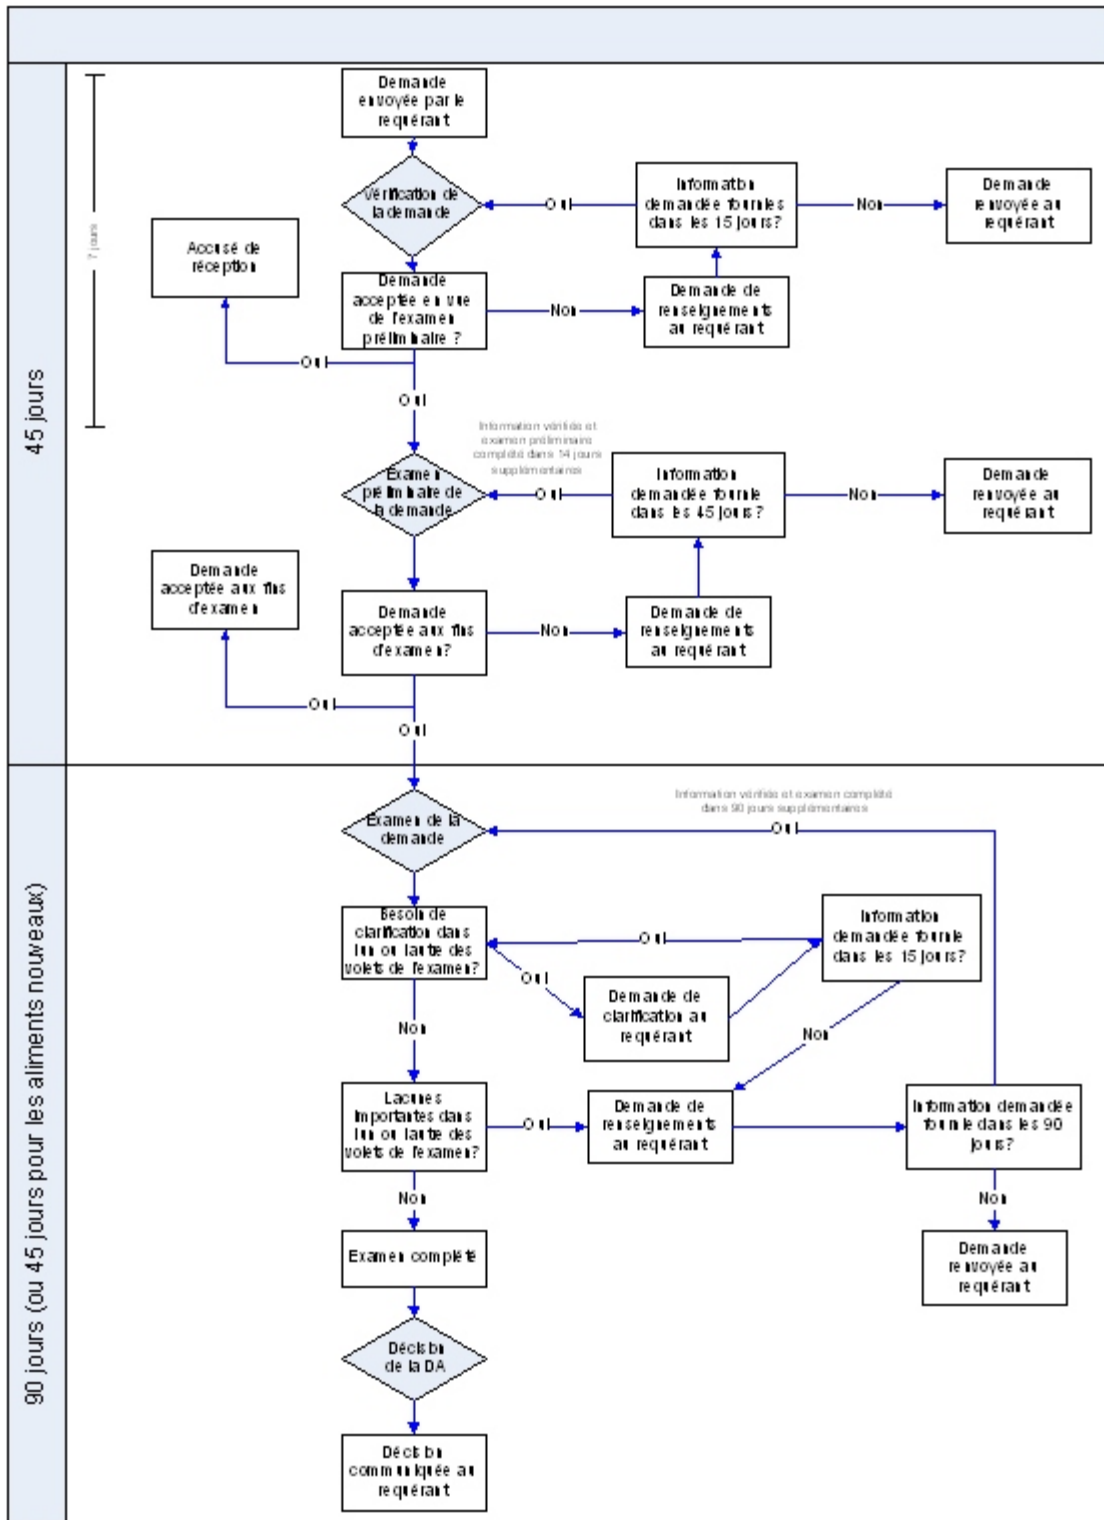 45 jours
7 jours
Demande
envoyée par le
requérant
Vérification de
la demande
Oui
Information
demandée fournies
dans les 15 jours?
Non
Demande
renvoyée au
requérant
Accusé de
réception
Demande
acceptée en vue
de l'examen
préliminaire ?
Non
Demande de
renseignements
au requérant
Oui
Oui
Information vérifiée et
examen préliminaire
complété dans 14 jours
supplémentaires
Examen
préliminaire de
la demande
Oui
Information
demandée fournie
dans les 45 jours?
Non
Demande
renvoyée au
requérant
Demande
acceptée aux fins
d'examen
Demande
acceptée aux fins
d'examen?
Non
Demande de
renseignements
au requérant
Oui
Oui
90 jours (ou 45 jours pour les aliments nouveaux)
Information vérifiée et examen complété
dans 90 jours supplémentaires
Examen de la
demande
Oui
Besoin de
clarification dans
l'un ou l'autre des
volets de l'examen?
Oui
Oui
Information
demandée fournie
dans les 15 jours?
Demande de
clarification au
requérant
Non
Non
Lacunes
importantes dans
l'un ou l'autre des
volets de l'examen?
Oui
Demande de
renseignements
au requérant
Information demandée
fournie dans les 90
jours?
Non
Non
Demande
renvoyée au
requérant
Examen complété
Décision
de la DA
Décision
communiquée au
requérant